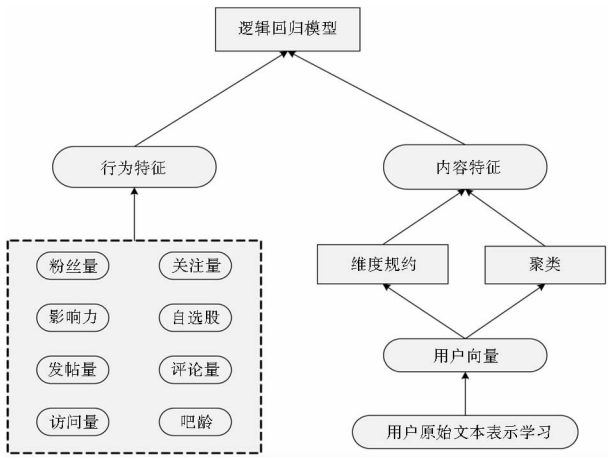 逻辑回归模型
行为特征
内容特征
粉丝量
关注量
维度规约
聚类
影响力
自选股
发帖量
评论量
用户向量
访问量
吧龄
用户原始文本表示学习